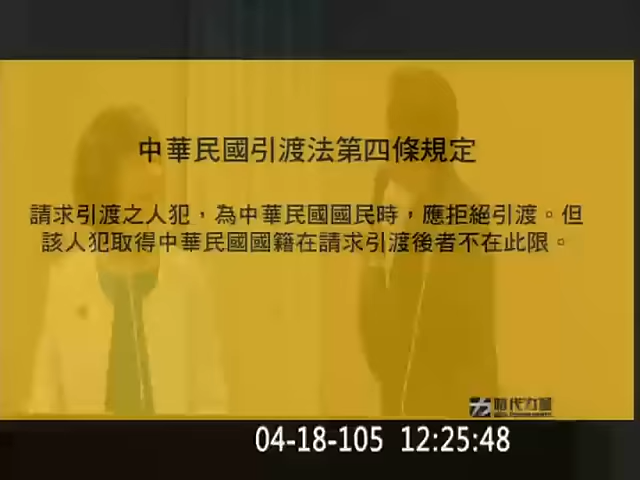 中華民國引渡法第四條規定
請求引渡之人犯，為中華民國國民時，應拒絕引渡。但
該人犯取得中華民國國籍在請求引渡後者不在此限。
時代力量
04-18-105 12:25:48